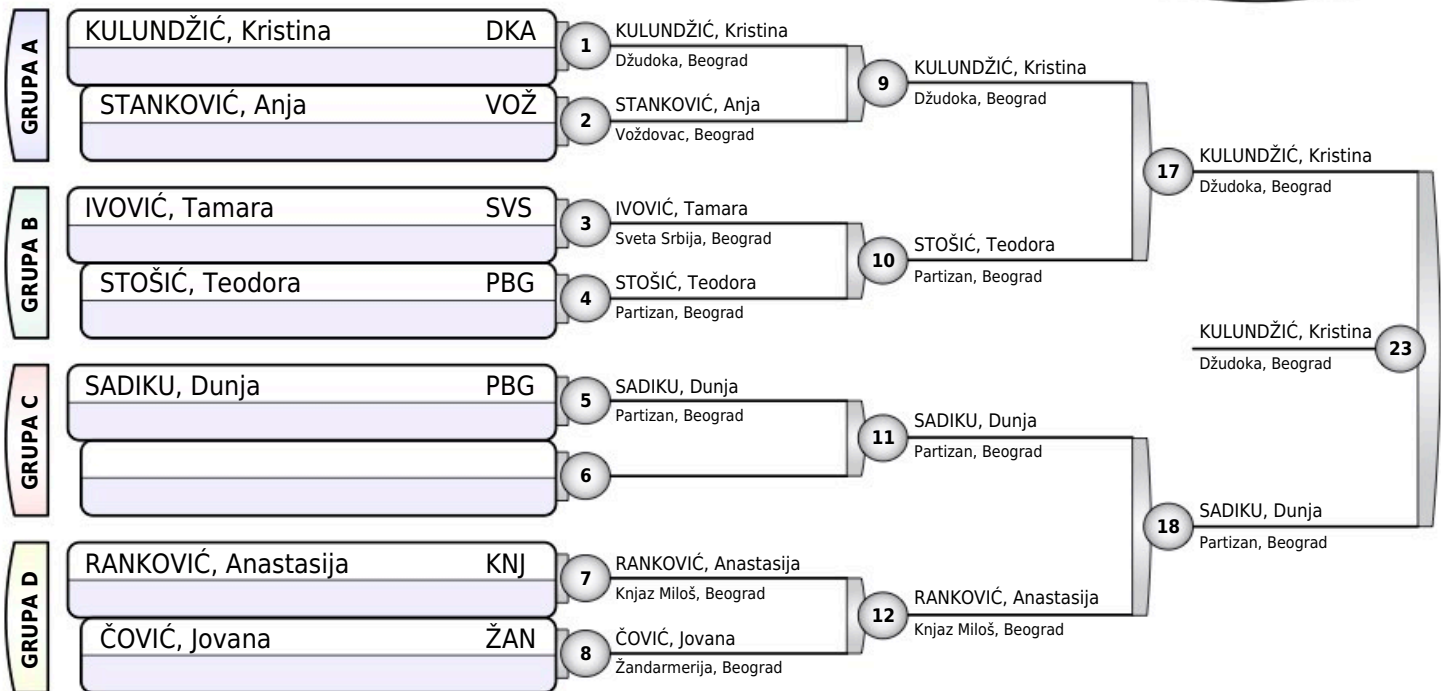 GRUPA A
KULUNDŽIĆ, Kristina DKA
STANKOVIĆ, Anja VOŽ
GRUPA B
IVOVIĆ, Tamara SVS
STOŠIĆ, Teodora PBG
GRUPA C
SADIKU, Dunja PBG
GRUPA D
RANKOVIĆ, Anastasija KNJ
ČOVIĆ, Jovana ŽAN
1
KULUNDŽIĆ, Kristina
Džudoka, Beograd
2
STANKOVIĆ, Anja
Voždovac, Beograd
3
IVOVIĆ, Tamara
Sveta Srbija, Beograd
4
STOŠIĆ, Teodora
Partizan, Beograd
5
SADIKU, Dunja
Partizan, Beograd
6
7
RANKOVIĆ, Anastasija
Knjaz Miloš, Beograd
8
ČOVIĆ, Jovana
Žandarmerija, Beograd
9
KULUNDŽIĆ, Kristina
Džudoka, Beograd
10
STOŠIĆ, Teodora
Partizan, Beograd
11
SADIKU, Dunja
Partizan, Beograd
12
RANKOVIĆ, Anastasija
Knjaz Miloš, Beograd
17
KULUNDŽIĆ, Kristina
Džudoka, Beograd
18
SADIKU, Dunja
Partizan, Beograd
KULUNDŽIĆ, Kristina
Džudoka, Beograd
23